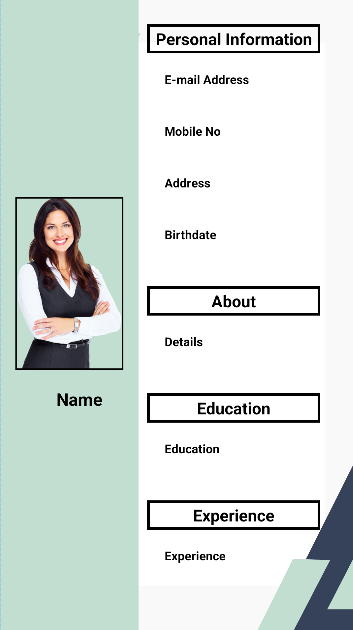 Personal Information
E-mail Address
Mobile No
Address
Birthdate
Name
About
Details
Education
Education
Experience
Experience